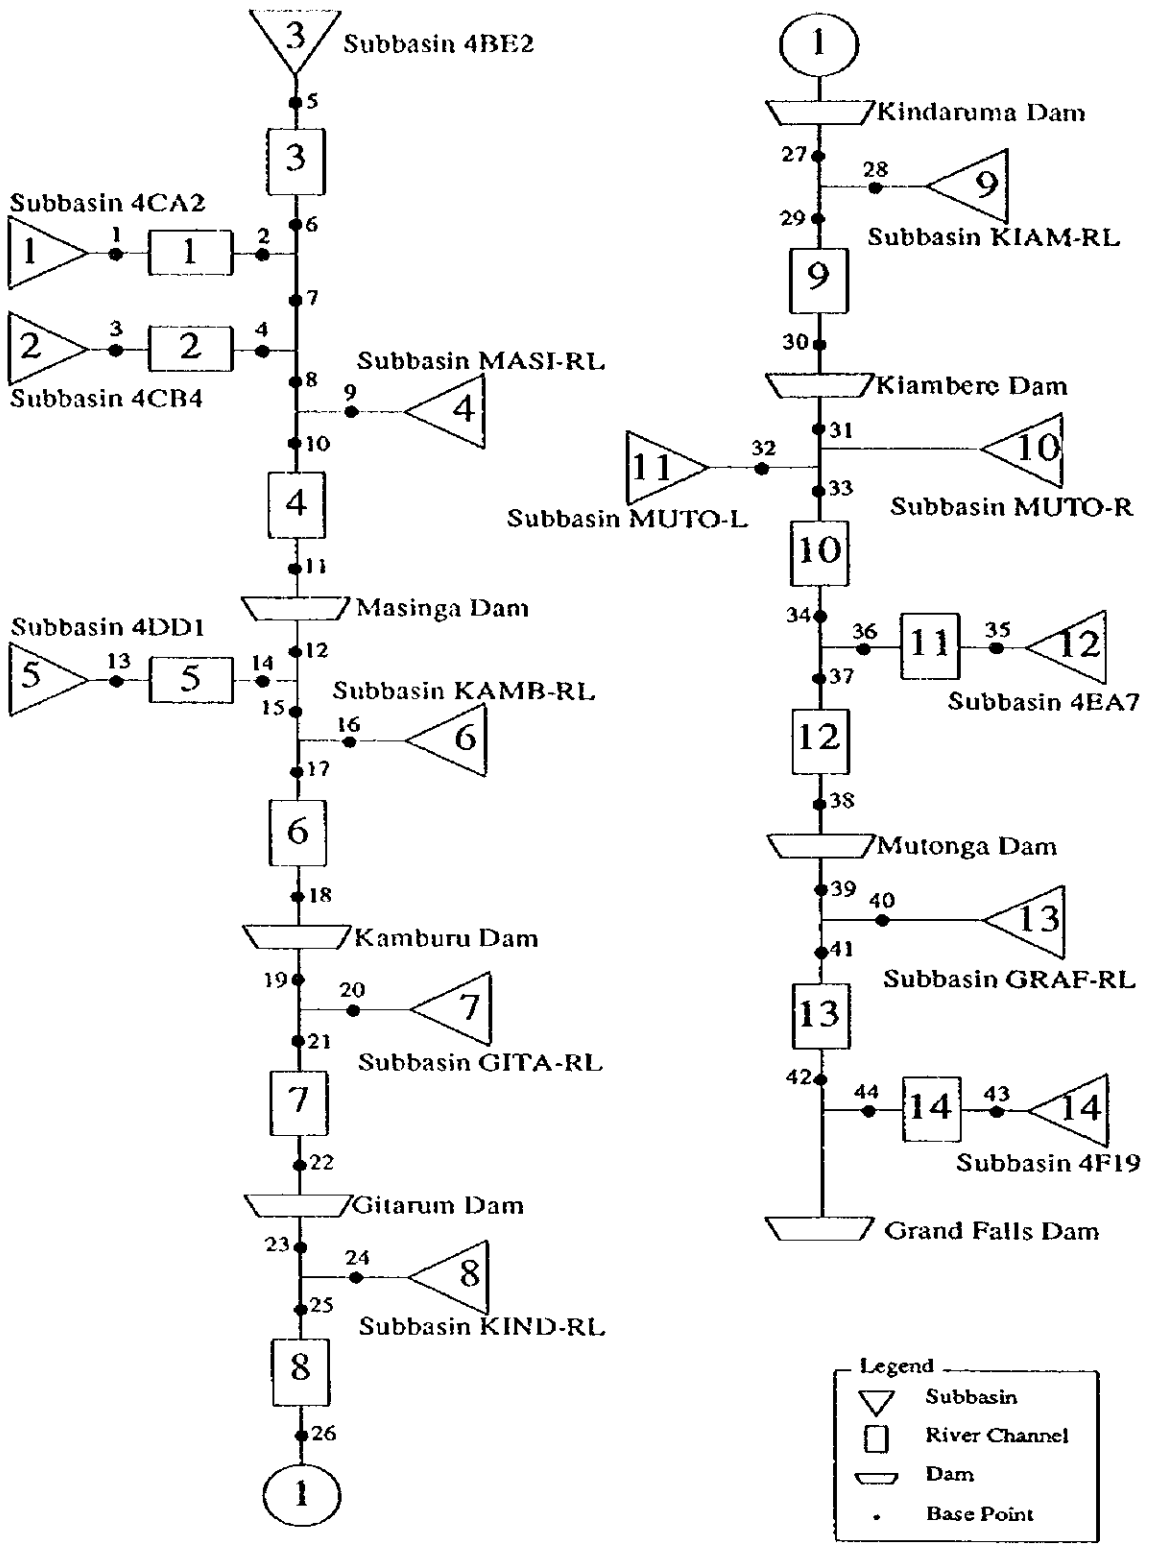 3
Subbasin 4BE2
5
3
6
Subbasin 4CA2
1
1
1
2
7
2
3
2
4
Subbasin 4CB4
8
Subbasin MASI-RL
9
4
10
4
11
Masinga Dam
12
Subbasin 4DD1
5
13
5
14
15
Subbasin KAMB-RL
16
6
17
6
18
Kamburu Dam
19
20
7
21
Subbasin GITA-RL
7
22
Gitarum Dam
23
24
8
25
Subbasin KIND-RL
8
26
1
1
Kindaruma Dam
27
28
9
29
Subbasin KIAM-RL
9
30
Kiambere Dam
31
10
Subbasin MUTO-R
11
32
Subbasin MUTO-L
33
10
34
36
11
35
12
Subbasin 4EA7
37
12
38
Mutonga Dam
39
40
13
41
Subbasin GRAF-RL
13
42
44
14
43
14
Subbasin 4F19
Grand Falls Dam
Legend
Subbasin
River Channel
Dam
Base Point